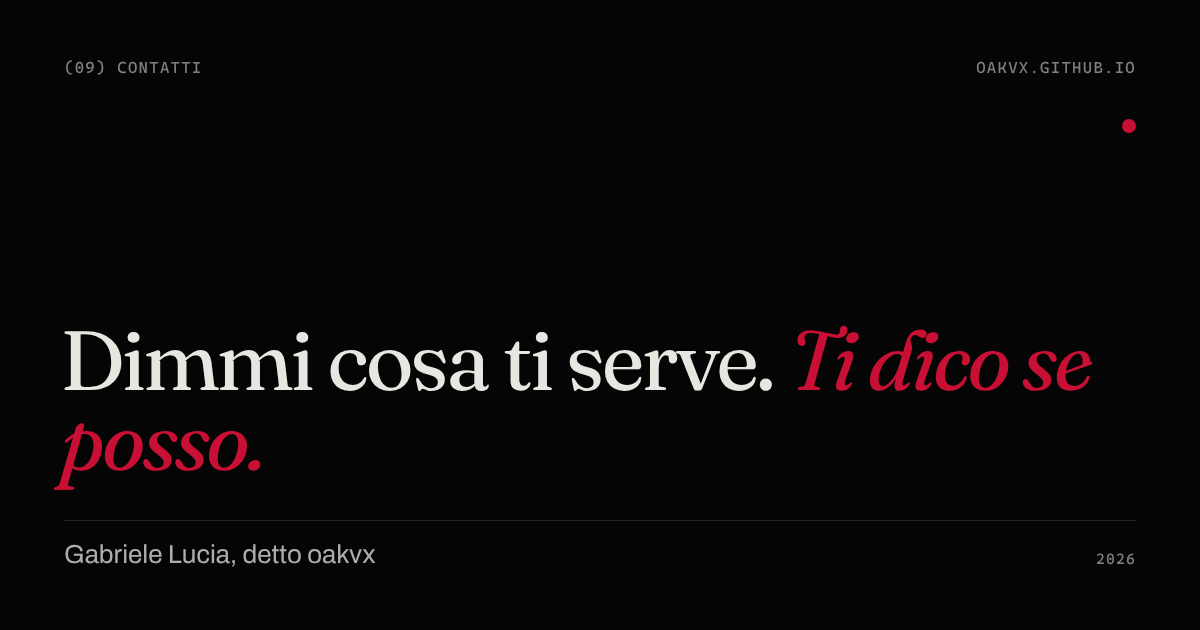 (09) CONTATTI
OAKVX.GITHUB.IO
Dimmi cosa ti serve. Ti dico se
posso.
Gabriele Lucia, detto oakvx
2026